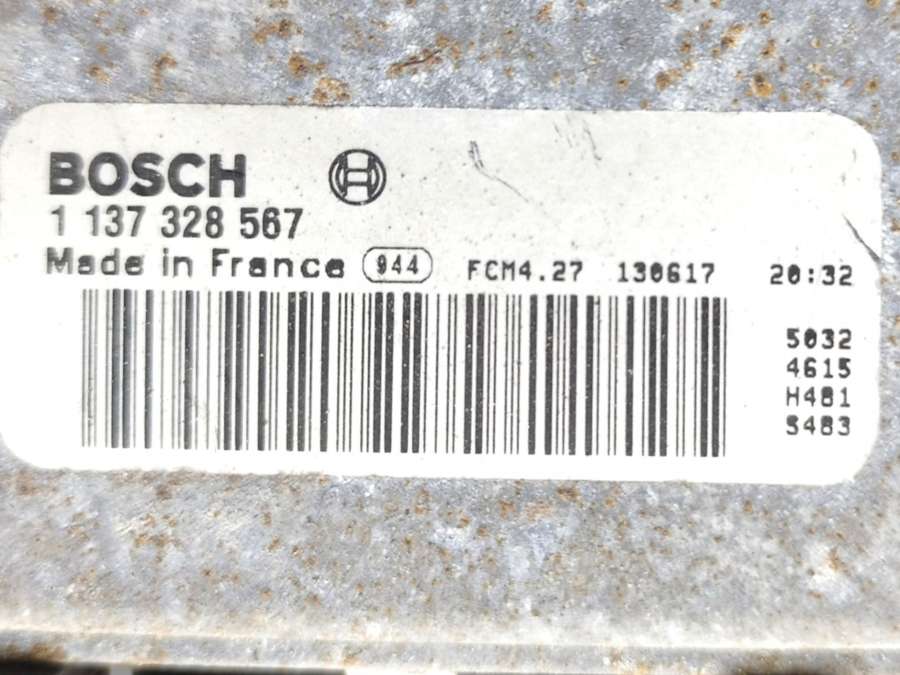 BOSCH
1 137 328 567
Made in France 944 FCM4.27 130617 20:32
5032
4615
H481
S483